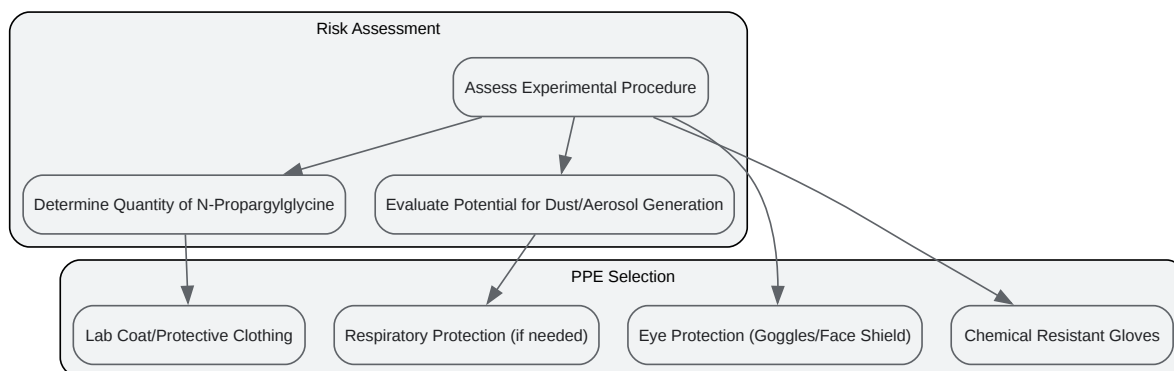 Risk Assessment
Assess Experimental Procedure
Determine Quantity of N-Propargylglycine
Evaluate Potential for Dust/Aerosol Generation
PPE Selection
Lab Coat/Protective Clothing
Respiratory Protection (if needed)
Eye Protection (Goggles/Face Shield)
Chemical Resistant Gloves